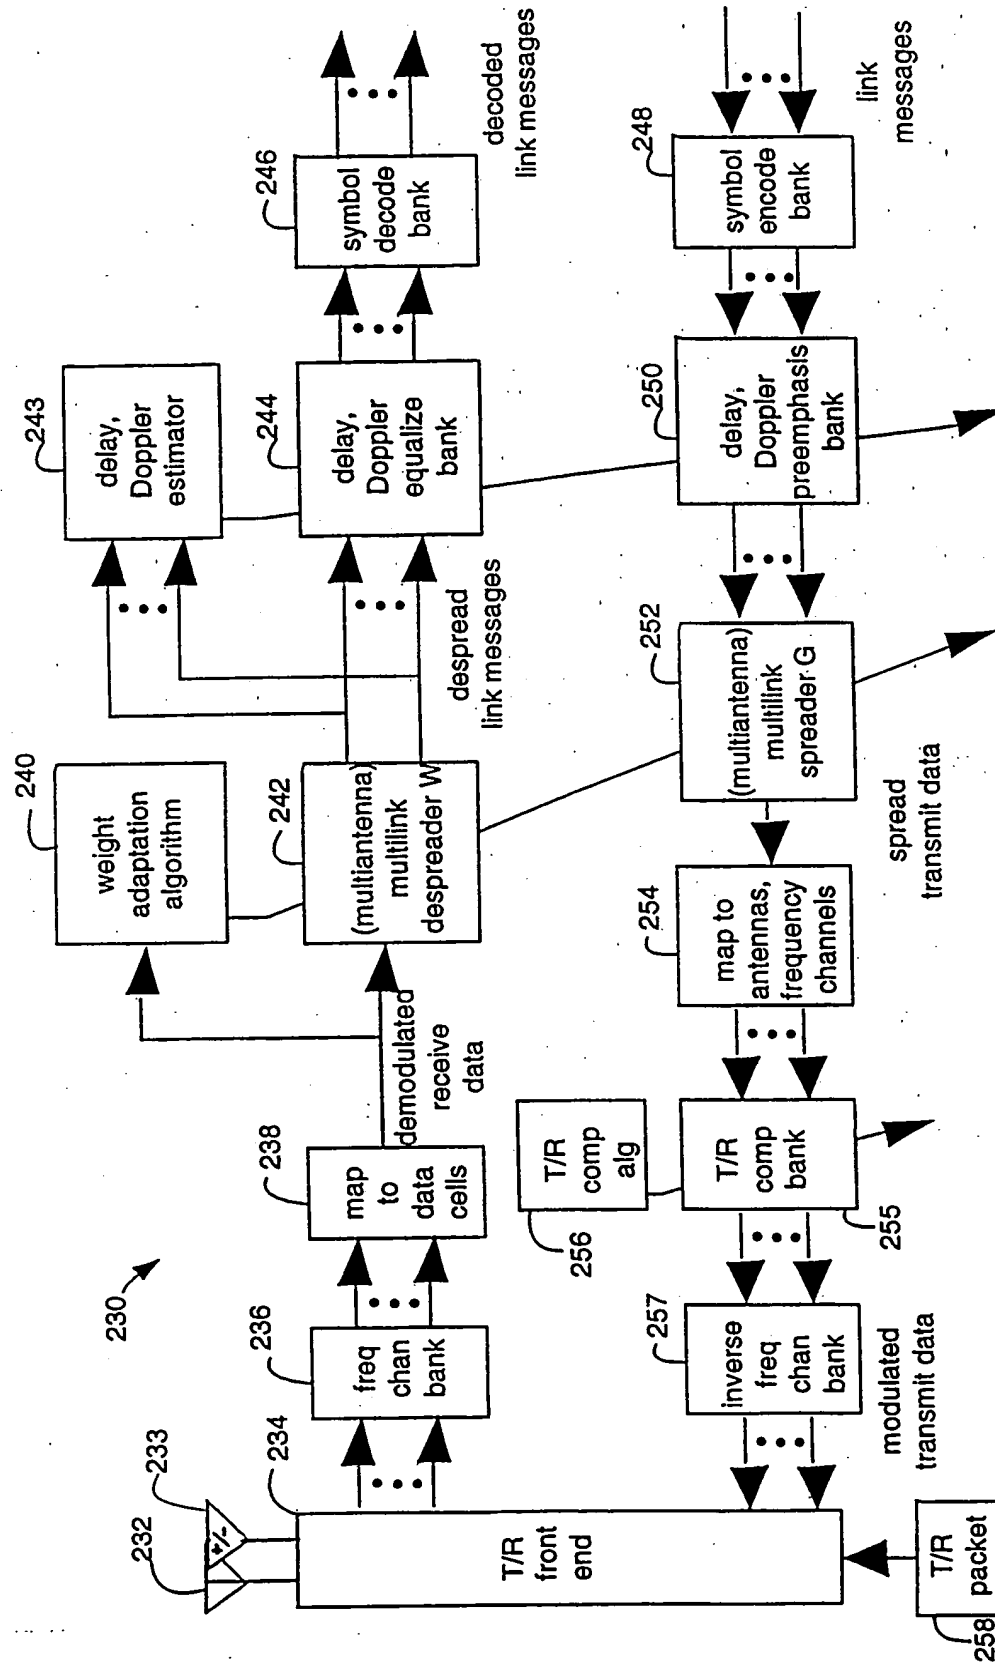 230
232
233
+/-
234
T/R
front
end
236
freq
chan
bank
238
map
to
data
cells
demodulated
receive
data
240
weight
adaptation
algorithm
242
(multiantenna)
multilink
despreader W
despread
link messages
243
delay,
Doppler
estimator
244
delay,
Doppler
equalize
bank
246
symbol
decode
bank
decoded
link messages
link
messages
248
symbol
encode
bank
250
delay,
Doppler
preemphasis
bank
252
(multiantenna)
multilink
spreader G
spread
transmit data
254
map to
antennas,
frequency
channels
T/R
comp
alg
256
T/R
comp
bank
255
257
inverse
freq
chan
bank
modulated
transmit data
T/R
packet
258